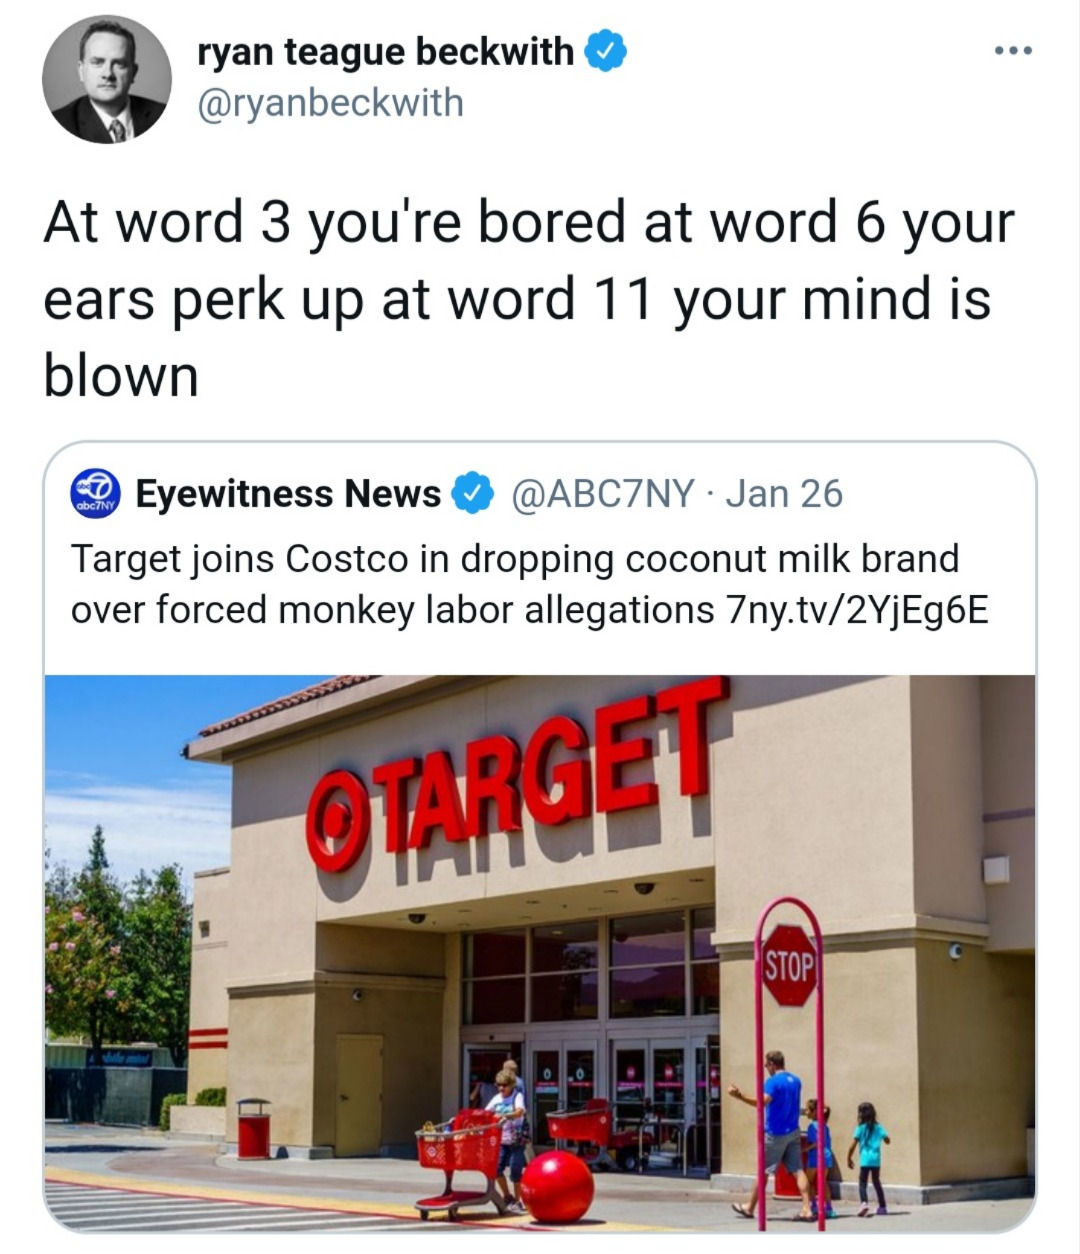 ryan teague beckwith
@ryanbeckwith
At word 3 you're bored at word 6 your
ears perk up at word 11 your mind is
blown
abc7NY
Eyewitness News @ABC7NY · Jan 26
Target joins Costco in dropping coconut milk brand
over forced monkey labor allegations 7ny.tv/2YjEg6E
TARGET
STOP